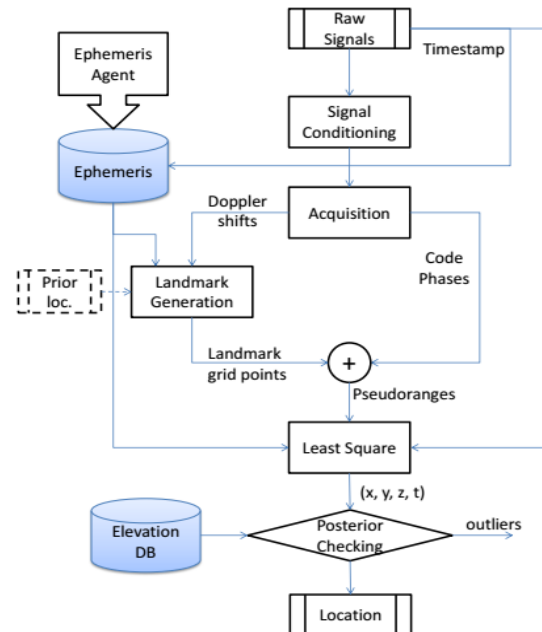 Raw
Signals
Timestamp
Ephemeris
Agent
Signal
Conditioning
Ephemeris
Doppler
shifts
Acquisition
Code
Phases
Prior
loc.
Landmark
Generation
Landmark
grid points
+
Pseudoranges
Least Square
(x, y, z, t)
Elevation
DB
Posterior
Checking
outliers
Location